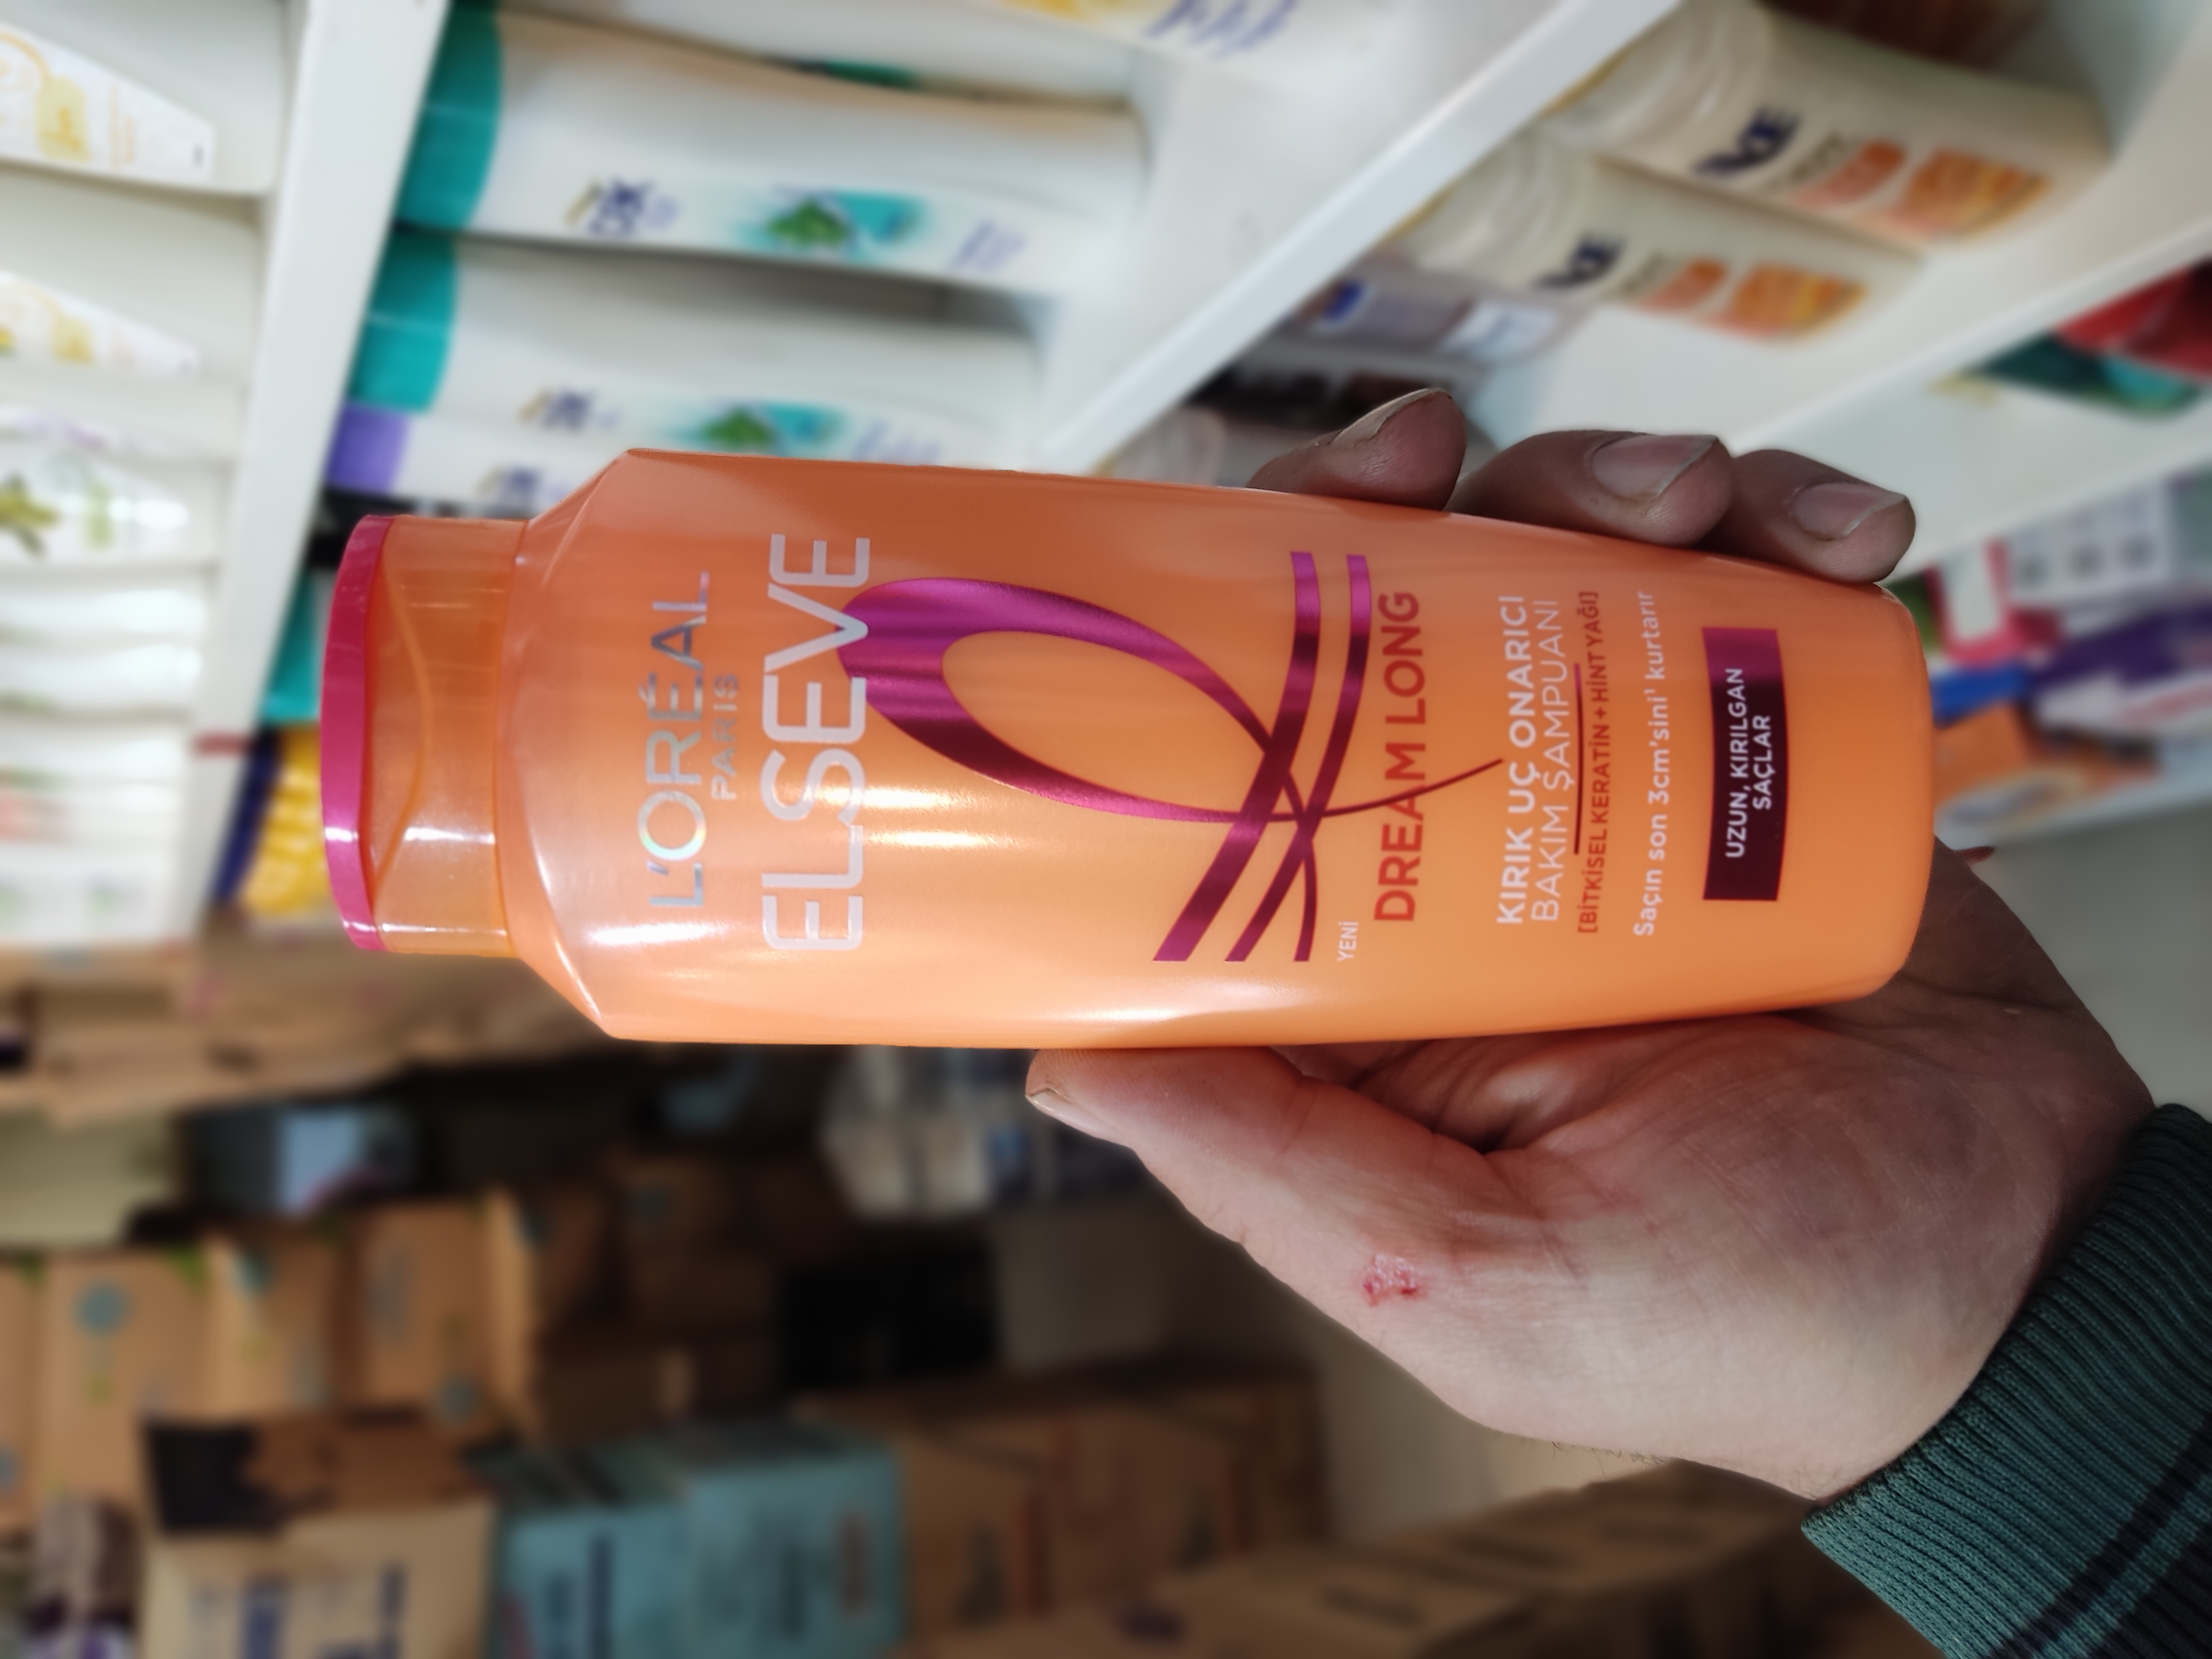 L'ORÉAL
PARIS
ELSEVE
YENİ
DREAM LONG
KIRIK UÇ ONARICI
BAKIM ŞAMPUANI
[BİTKİSEL KERATİN + HİNT YAĞI]
Saçın son 3cm'sini¹ kurtarır
UZUN, KIRILGAN
SAÇLAR